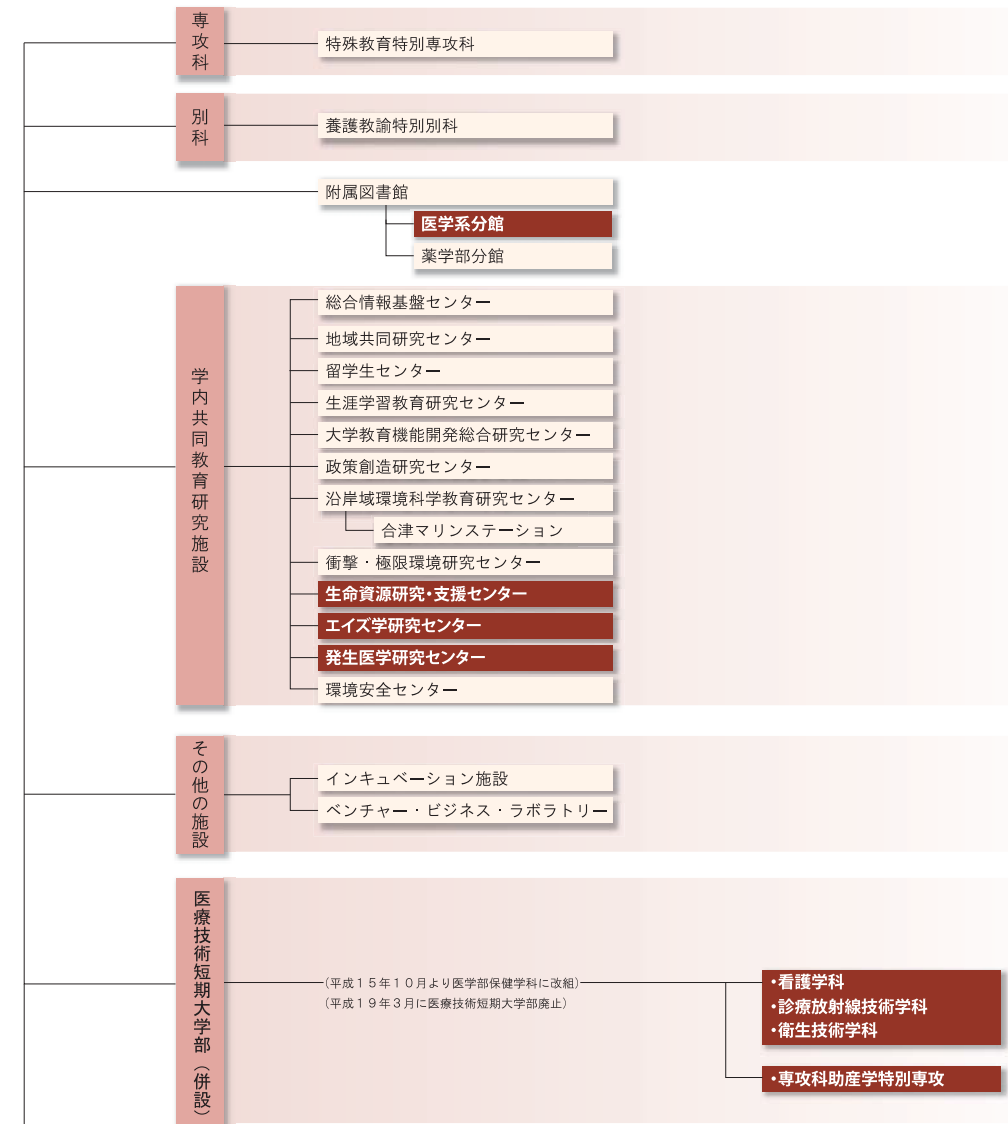 専攻科
特殊教育特別専攻科
別科
養護教諭特別別科
附属図書館
医学系分館
薬学部分館
学内共同教育研究施設
総合情報基盤センター
地域共同研究センター
留学生センター
生涯学習教育研究センター
大学教育機能開発総合研究センター
政策創造研究センター
沿岸域環境科学教育研究センター
合津マリンステーション
衝撃・極限環境研究センター
生命資源研究・支援センター
エイズ学研究センター
発生医学研究センター
環境安全センター
その他の施設
インキュベーション施設
ベンチャー・ビジネス・ラボラトリー
医療技術短期大学部（併設）
（平成１５年１０月より医学部保健学科に改組）
（平成１９年３月に医療技術短期大学部廃止）
・看護学科
・診療放射線技術学科
・衛生技術学科
・専攻科助産学特別専攻